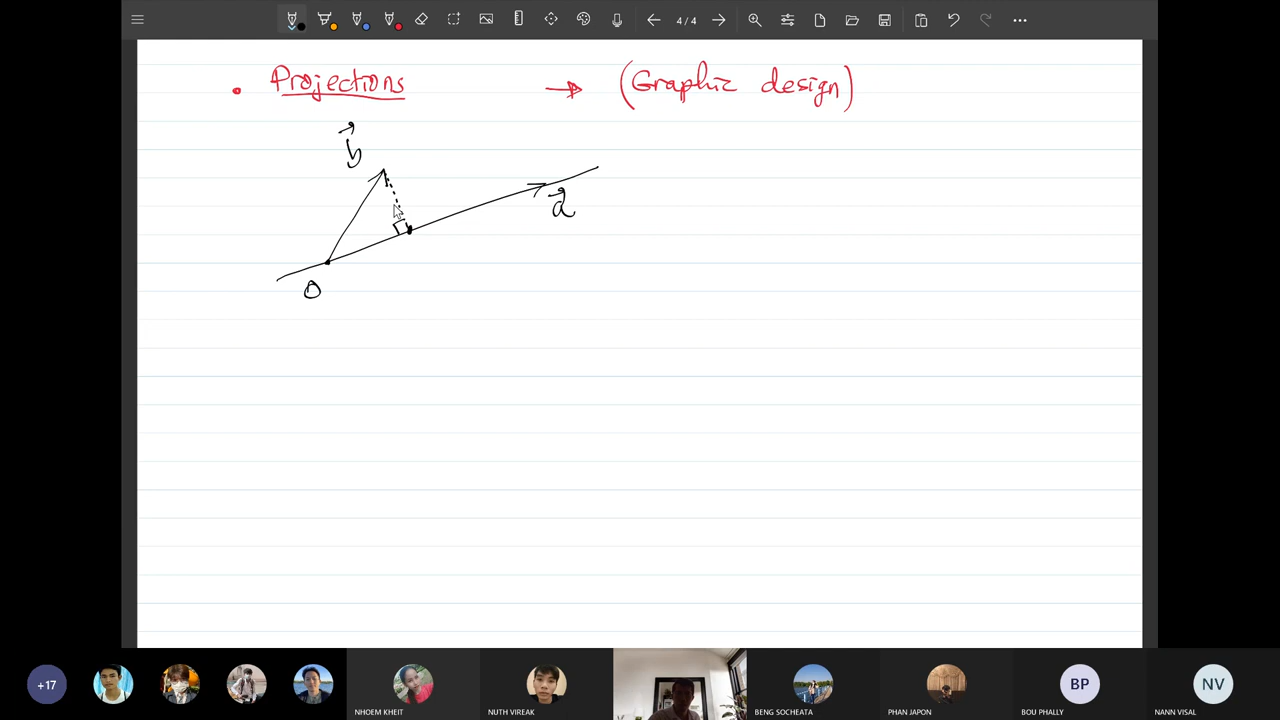 4/4
• Projections → (Graphic design)
b
a
O
+17
NHOEM KHEIT
NUTH VIREAK
BENG SOCHEATA
PHAN JAPON
BP
BOU PHALLY
NV
NANN VISAL